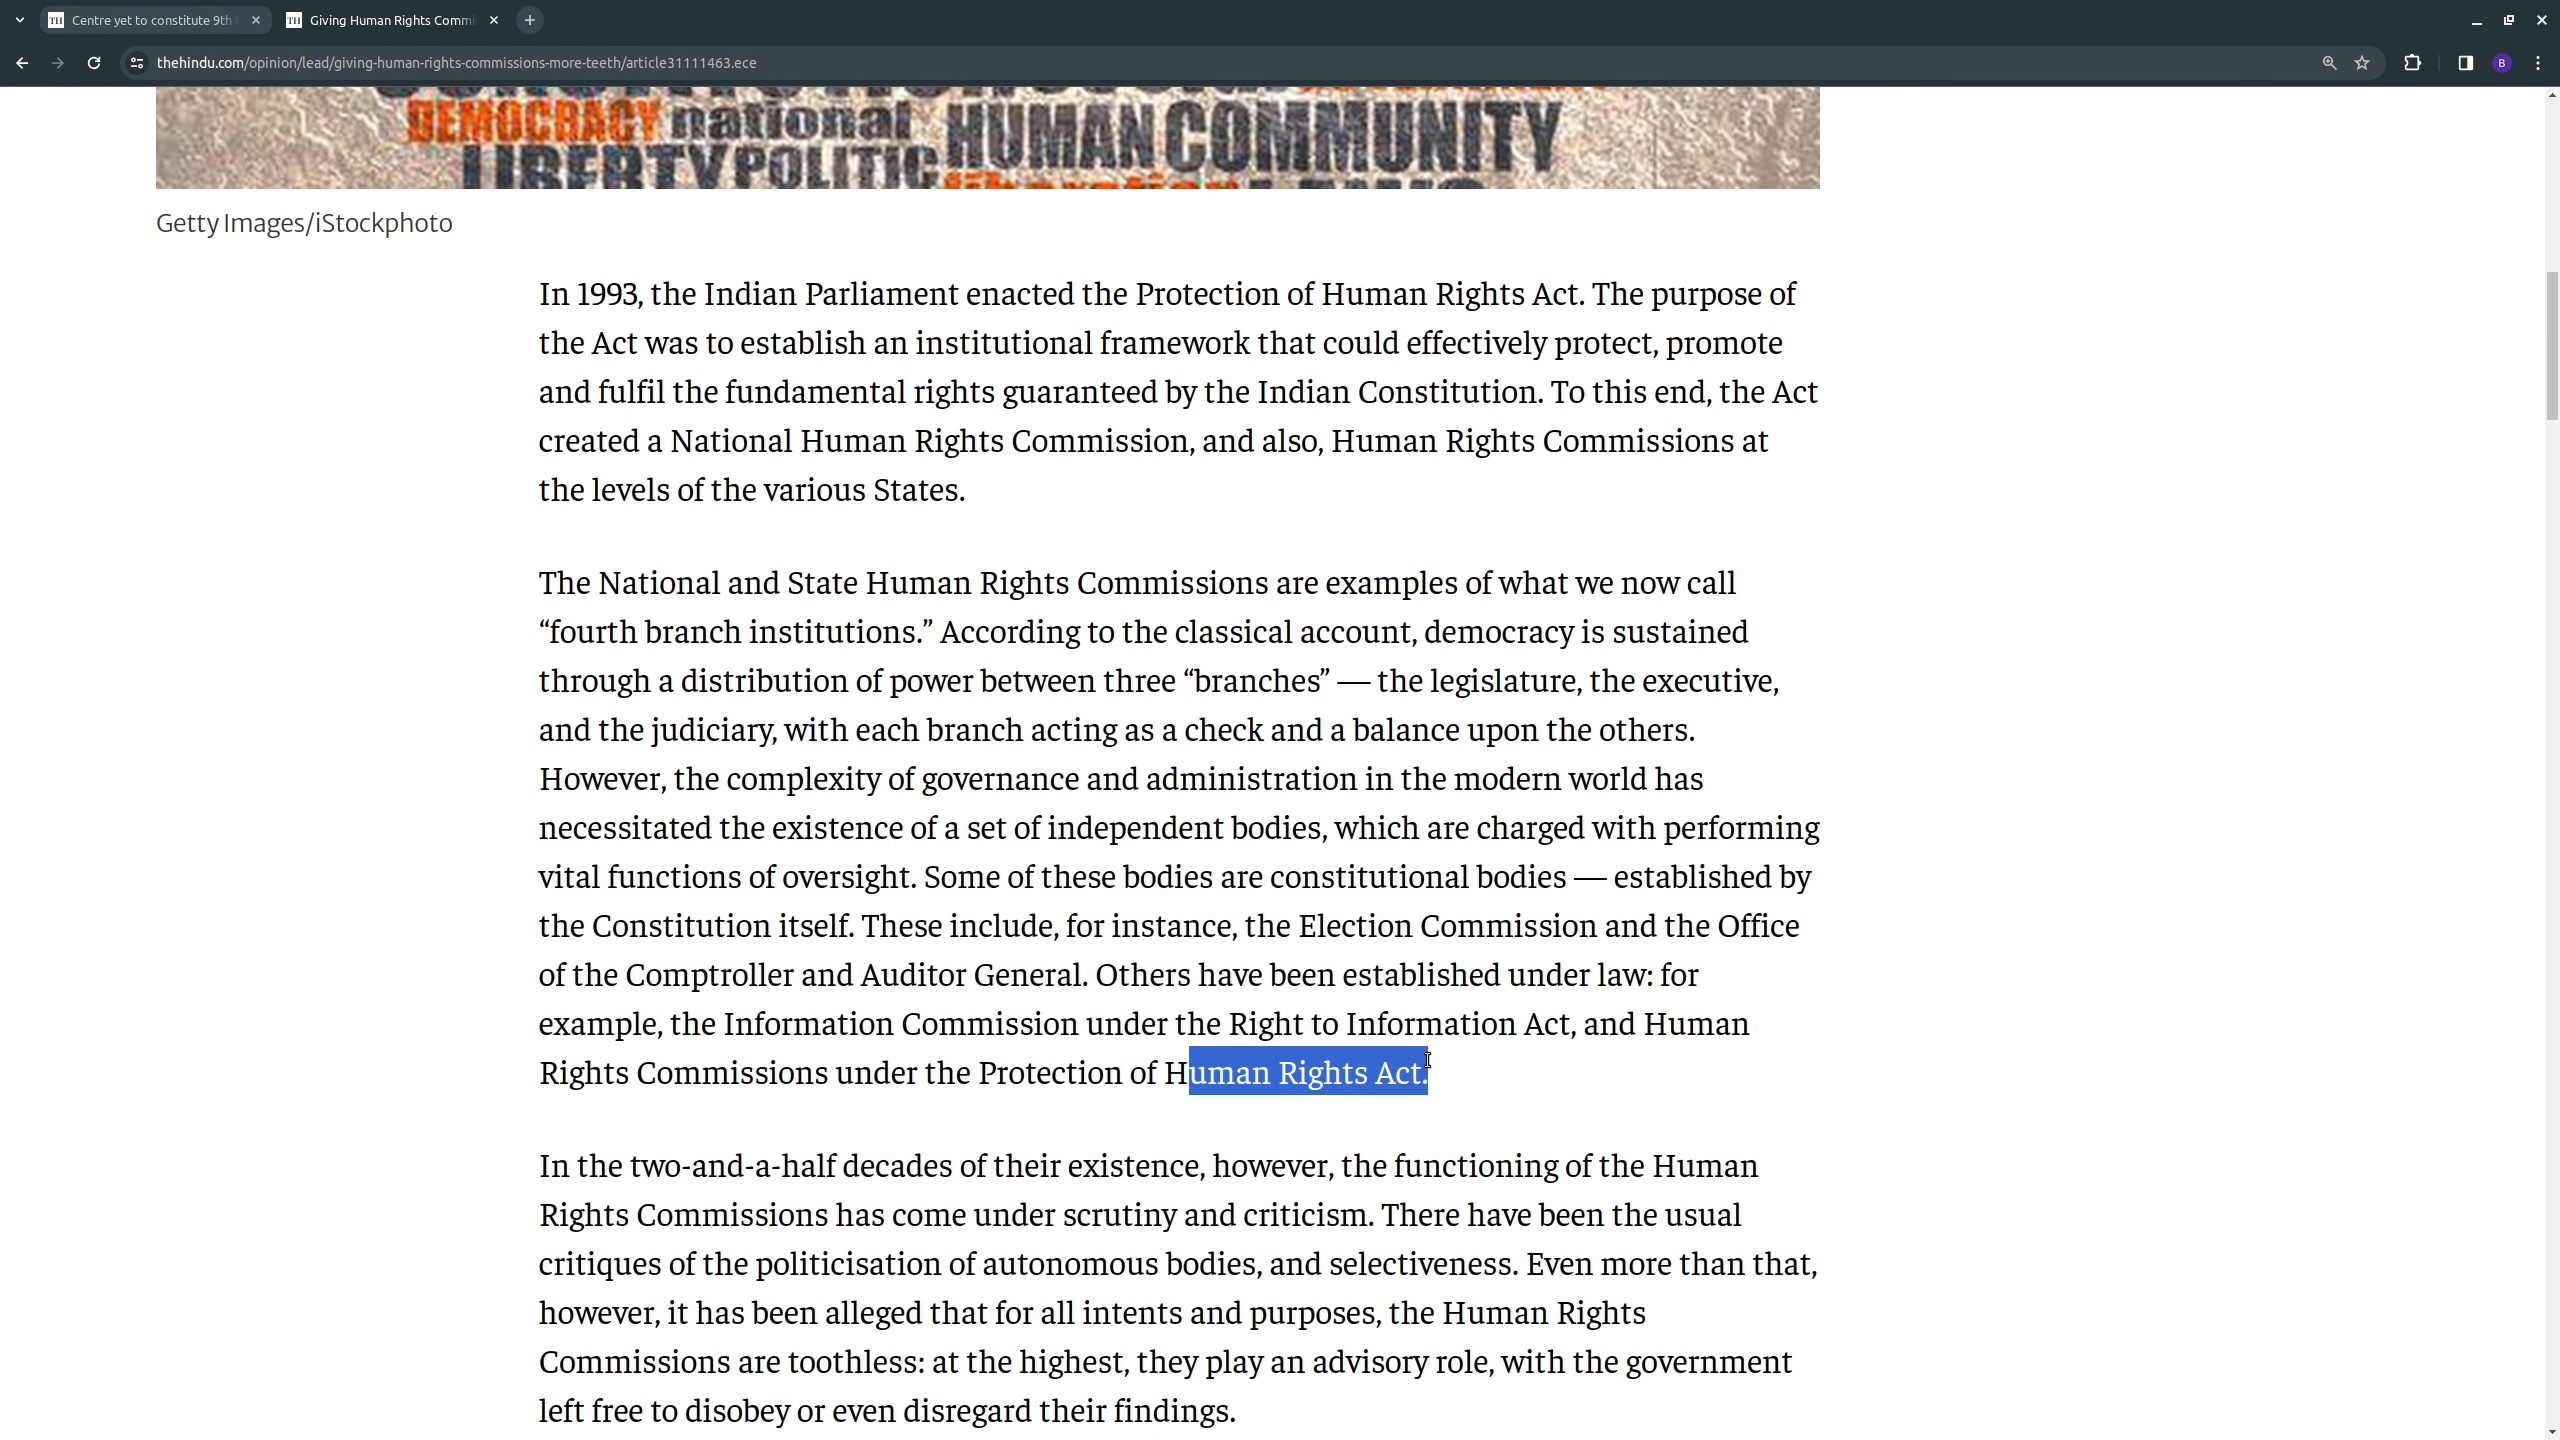 Centre yet to constitute 9th
Giving Human Rights Commi
thehindu.com/opinion/lead/giving-human-rights-commissions-more-teeth/article31111463.ece
B
DEMOCRACY national HUMAN COMMUNITY
LIBERTY POLITIC
Getty Images/iStockphoto
In 1993, the Indian Parliament enacted the Protection of Human Rights Act. The purpose of
the Act was to establish an institutional framework that could effectively protect, promote
and fulfil the fundamental rights guaranteed by the Indian Constitution. To this end, the Act
created a National Human Rights Commission, and also, Human Rights Commissions at
the levels of the various States.
The National and State Human Rights Commissions are examples of what we now call
“fourth branch institutions.” According to the classical account, democracy is sustained
through a distribution of power between three “branches” — the legislature, the executive,
and the judiciary, with each branch acting as a check and a balance upon the others.
However, the complexity of governance and administration in the modern world has
necessitated the existence of a set of independent bodies, which are charged with performing
vital functions of oversight. Some of these bodies are constitutional bodies — established by
the Constitution itself. These include, for instance, the Election Commission and the Office
of the Comptroller and Auditor General. Others have been established under law: for
example, the Information Commission under the Right to Information Act, and Human
Rights Commissions under the Protection of Human Rights Act.
In the two-and-a-half decades of their existence, however, the functioning of the Human
Rights Commissions has come under scrutiny and criticism. There have been the usual
critiques of the politicisation of autonomous bodies, and selectiveness. Even more than that,
however, it has been alleged that for all intents and purposes, the Human Rights
Commissions are toothless: at the highest, they play an advisory role, with the government
left free to disobey or even disregard their findings.